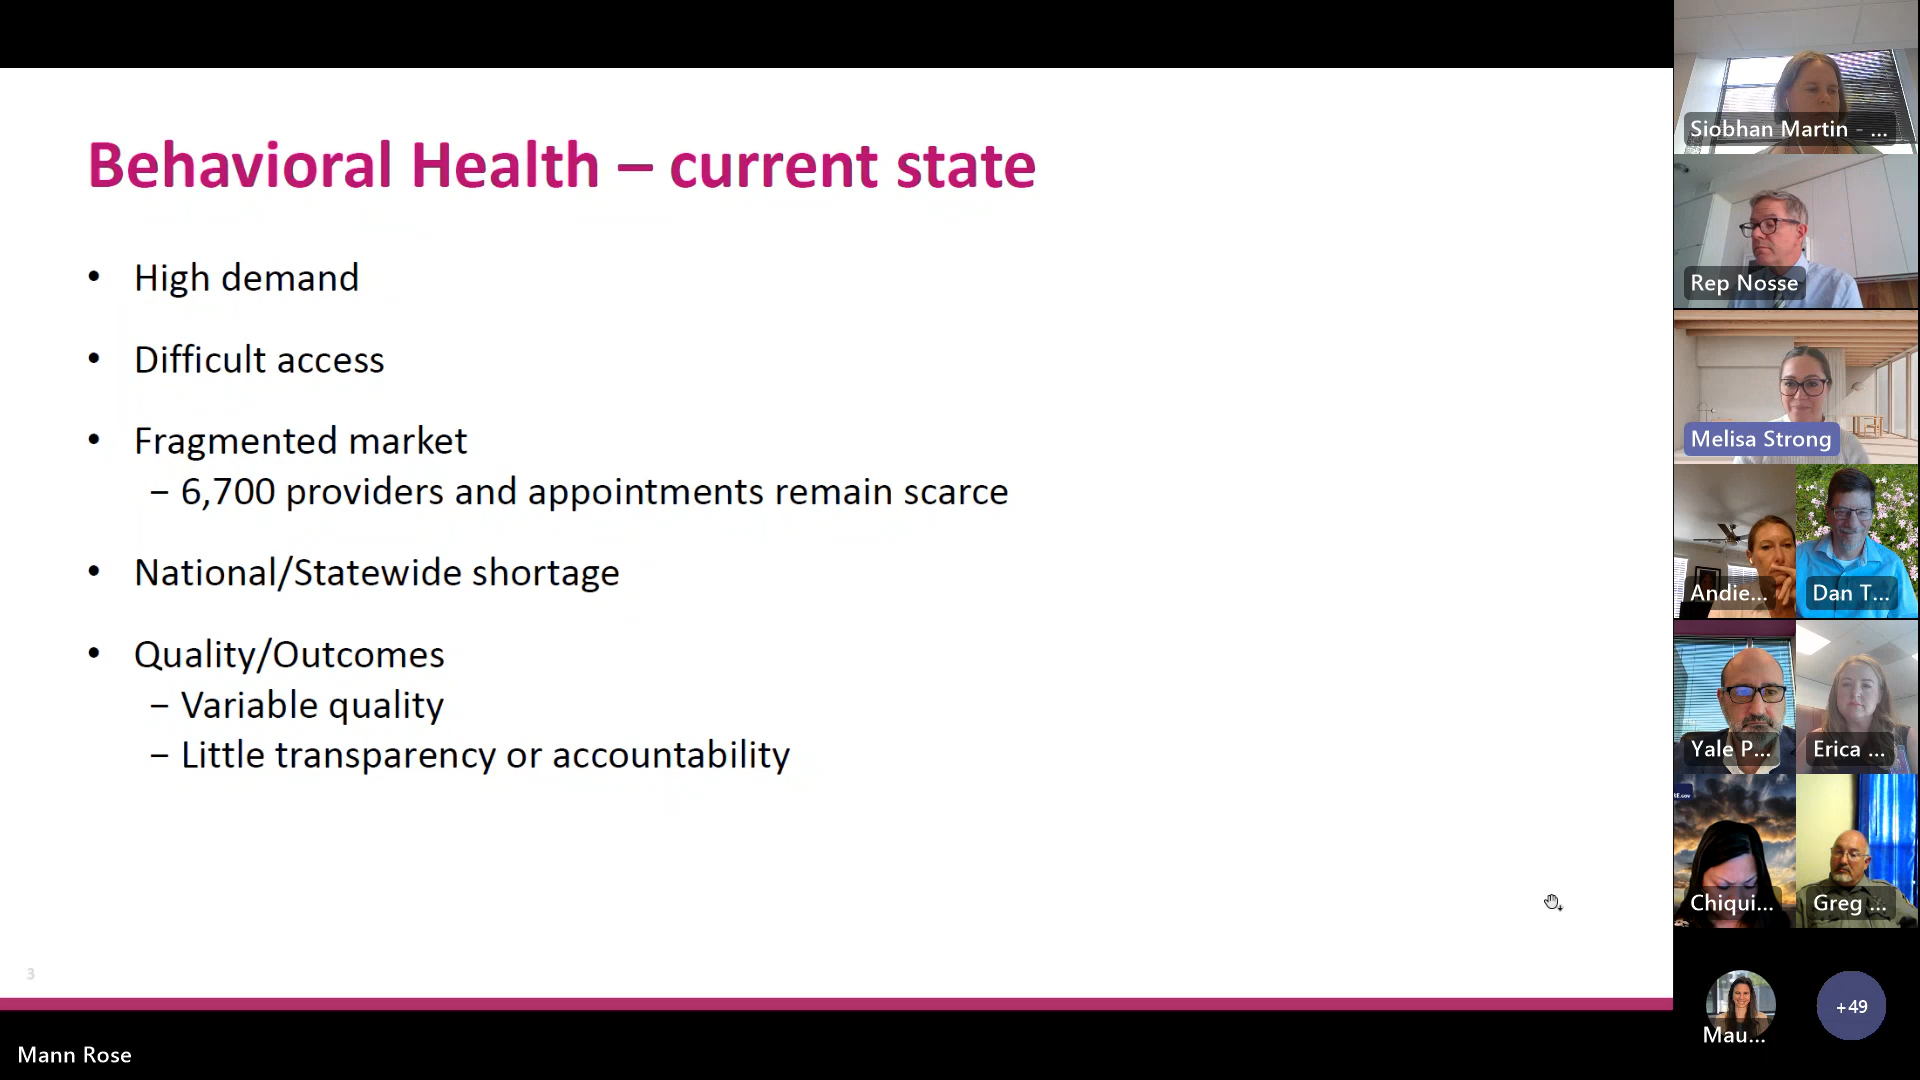 Behavioral Health – current state
• High demand
• Difficult access
• Fragmented market
– 6,700 providers and appointments remain scarce
• National/Statewide shortage
• Quality/Outcomes
– Variable quality
– Little transparency or accountability
3
Mann Rose
Siobhan Martin - ...
Rep Nosse
Melisa Strong
Andie...
Dan T...
Yale P...
Erica ...
Chiqui...
Greg ...
Mau...
+49